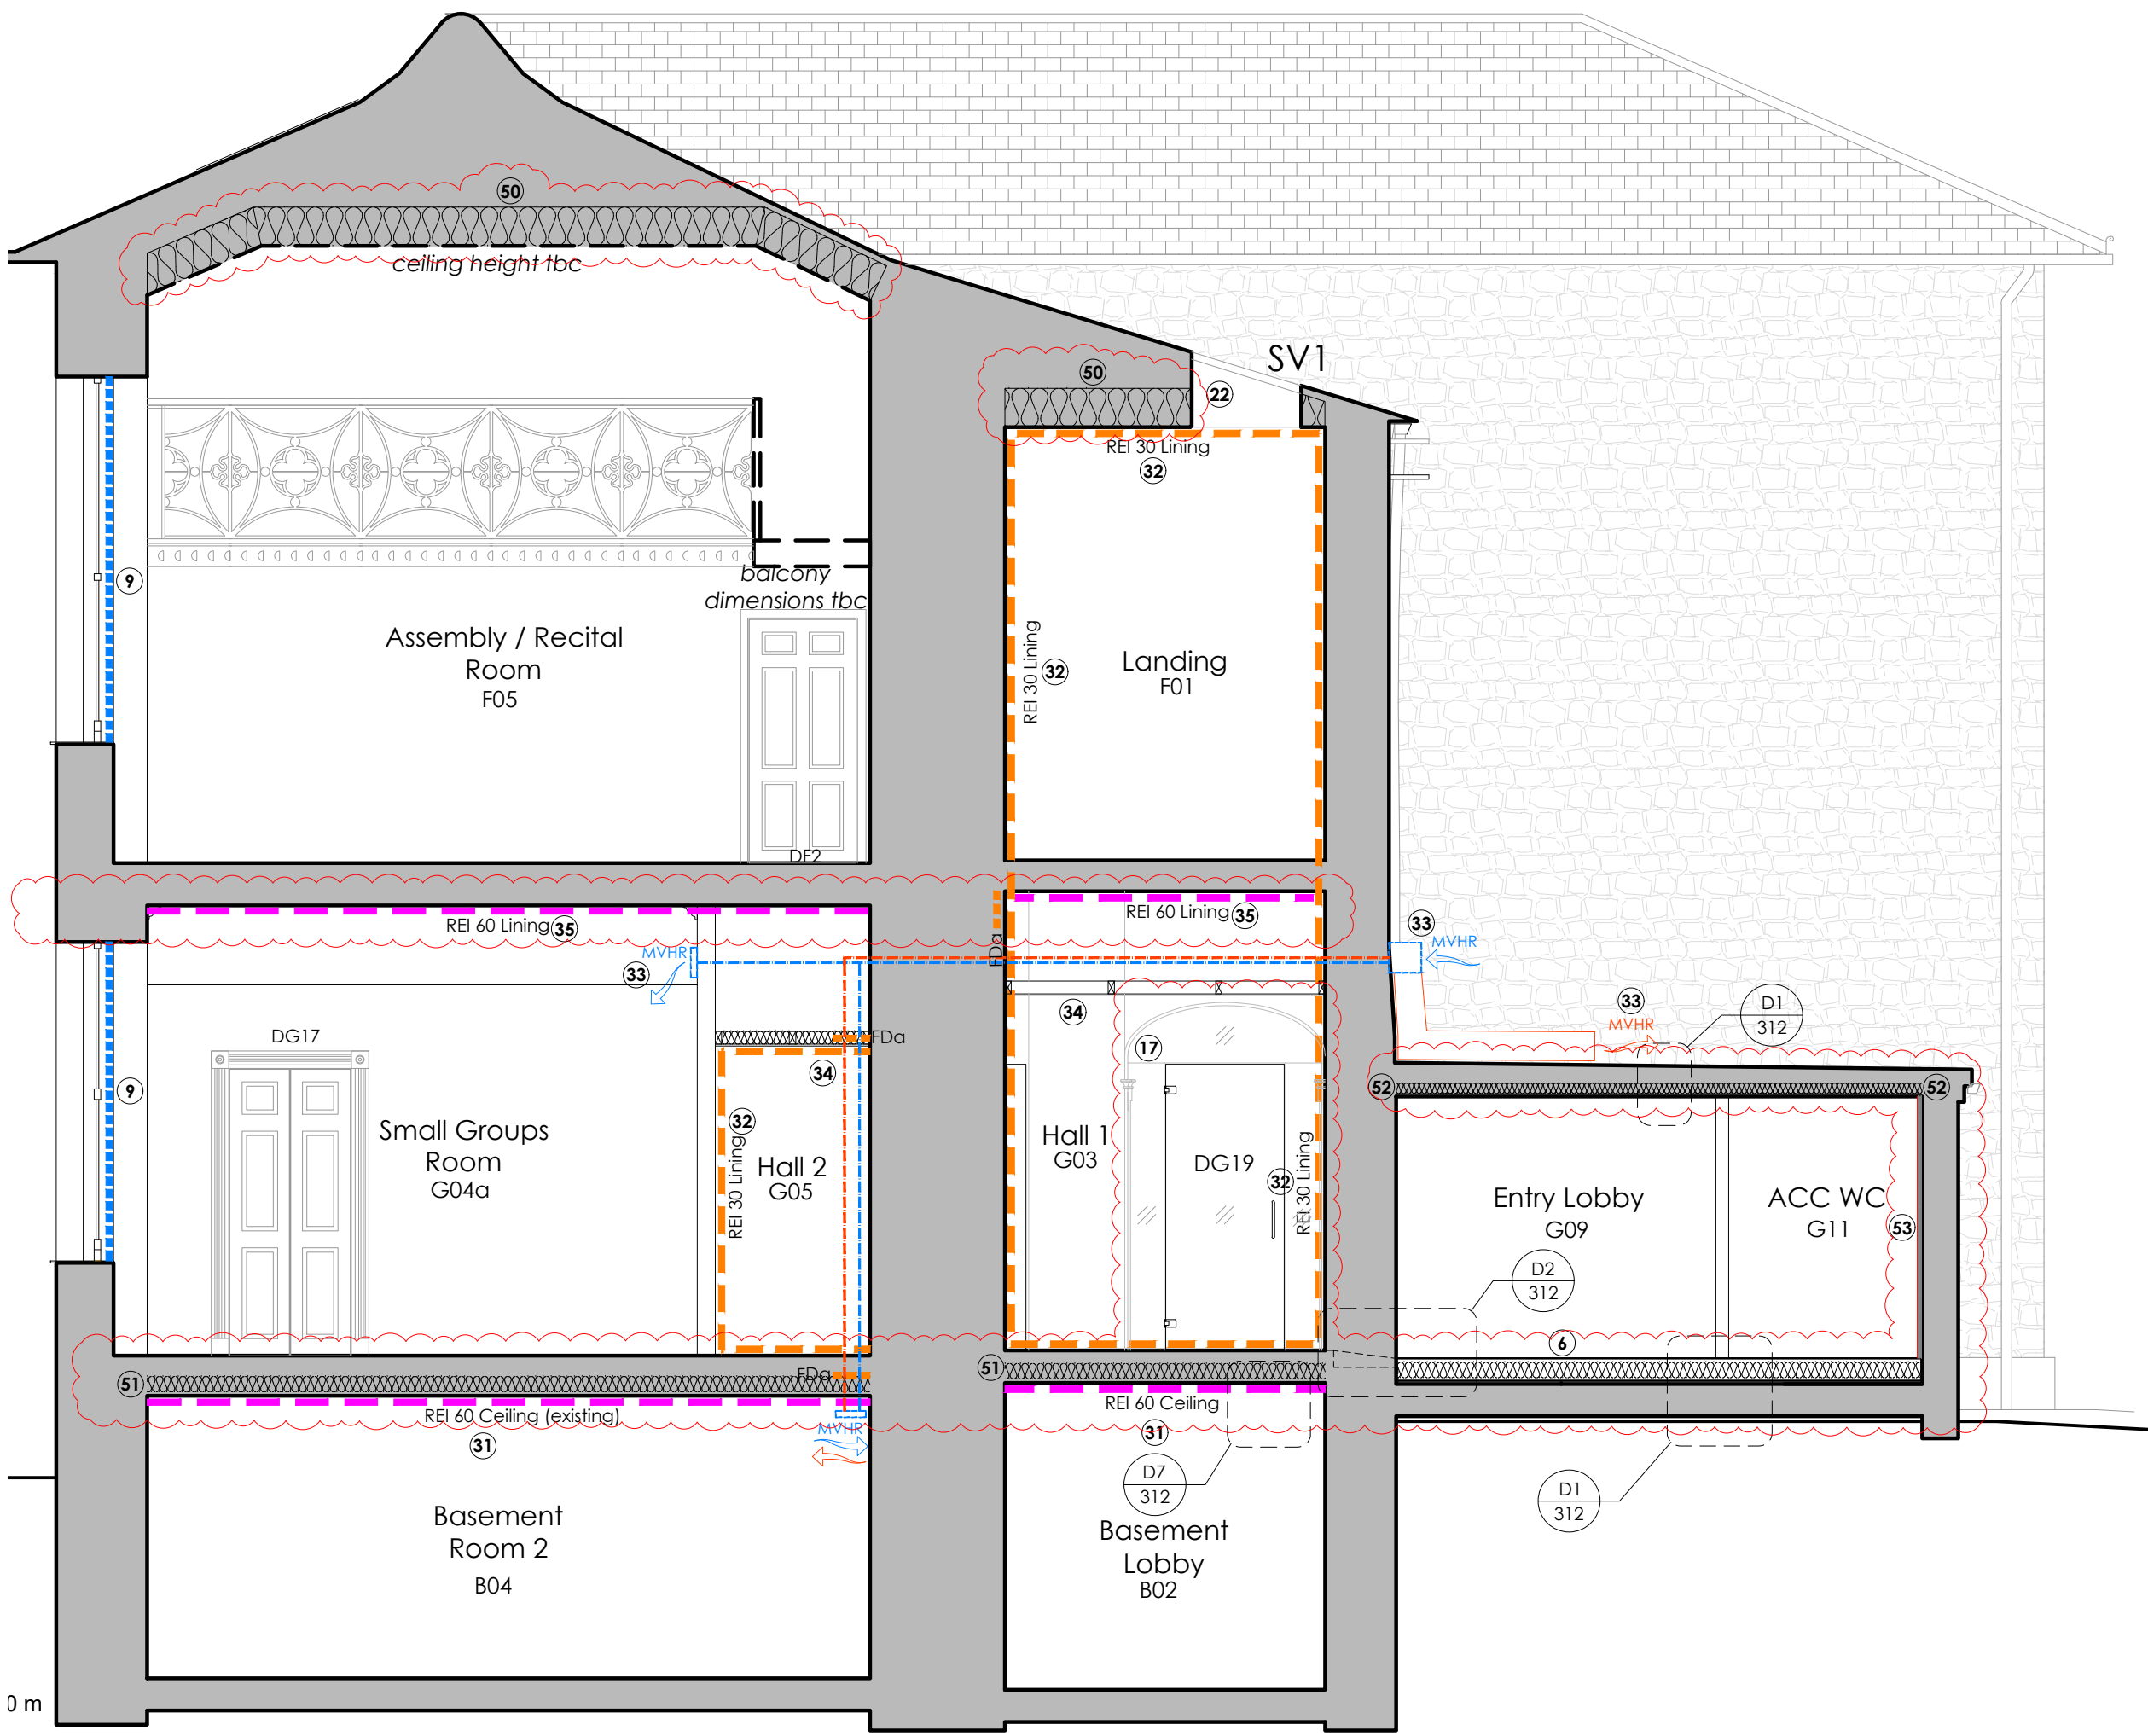 50
ceiling height tbc
SV1
50
22
REI 30 Lining
32
9
balcony
dimensions tbc
Assembly / Recital
Room
F05
REI 30 Lining
32
Landing
F01
DF2
REI 60 Lining
35
REI 60 Lining
35
FDa
33
MVHR
MVHR
33
34
33
MVHR
D1
312
DG17
FDa
34
17
9
52
52
Small Groups
Room
G04a
32
REI 30 Lining
Hall 2
G05
Hall 1
G03
DG19
32
REI 30 Lining
Entry Lobby
G09
ACC WC
G11
53
D2
312
6
51
FDa
51
REI 60 Ceiling (existing)
31
MVHR
REI 60 Ceiling
31
D7
312
D1
312
Basement
Room 2
B04
Basement
Lobby
B02
0 m